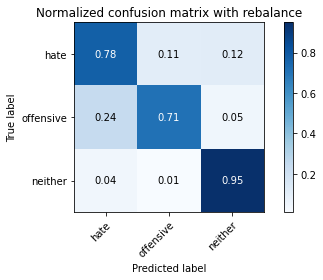 Normalized confusion matrix with rebalance
True label
hate
offensive
neither
0.78 0.11 0.12
0.24 0.71 0.05
0.04 0.01 0.95
hate
offensive
neither
Predicted label
0.8
0.6
0.4
0.2